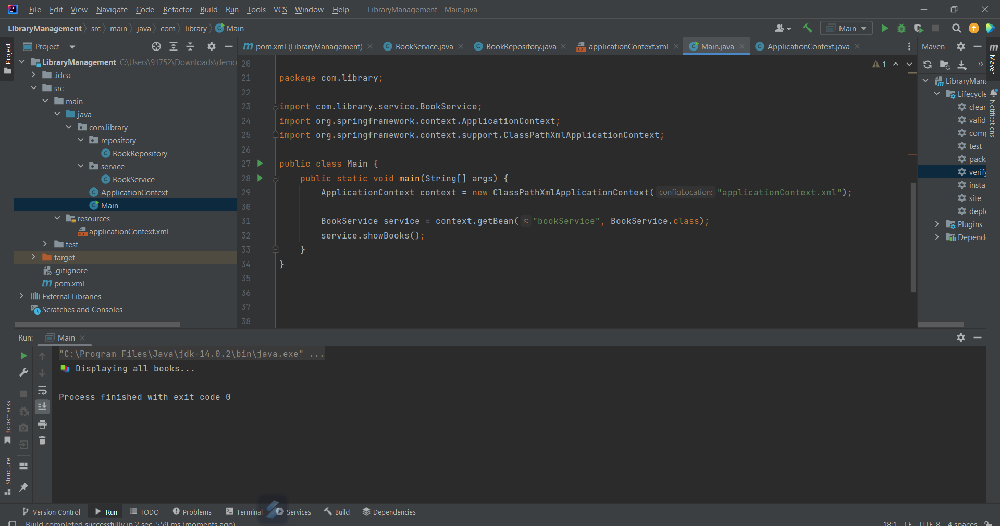 File Edit View Navigate Code Refactor Build Run Tools VCS Window Help LibraryManagement - Main.java
LibraryManagement src main java com library Main
Main
Project
pom.xml (LibraryManagement) BookService.java BookRepository.java applicationContext.xml Main.java ApplicationContext.java
Maven
Project
LibraryManagement C:\Users\91752\Downloads\demo
.idea
src
main
java
com.library
repository
BookRepository
service
BookService
ApplicationContext
Main
resources
applicationContext.xml
test
target
.gitignore
pom.xml
External Libraries
Scratches and Consoles
1
20
21 package com.library;
22
23 import com.library.service.BookService;
24 import org.springframework.context.ApplicationContext;
25 import org.springframework.context.support.ClassPathXmlApplicationContext;
26
27 public class Main {
28 public static void main(String[] args) {
29 ApplicationContext context = new ClassPathXmlApplicationContext( configLocation: "applicationContext.xml");
30
31 BookService service = context.getBean( s: "bookService", BookService.class);
32 service.showBooks();
33 }
34 }
35
36
37
38
LibraryMana
Lifecycle
clear
valid
comp
test
pack
verify
insta
site
deplo
Plugins
Depend
Maven
Notifications
Run: Main
"C:\Program Files\Java\jdk-14.0.2\bin\java.exe" ...
Displaying all books...
Process finished with exit code 0
Bookmarks
Structure
Version Control Run TODO Problems Terminal Services Build Dependencies
Build completed successfully in 2 sec, 559 ms (moments ago)
18:1 LF UTF-8 4 spaces